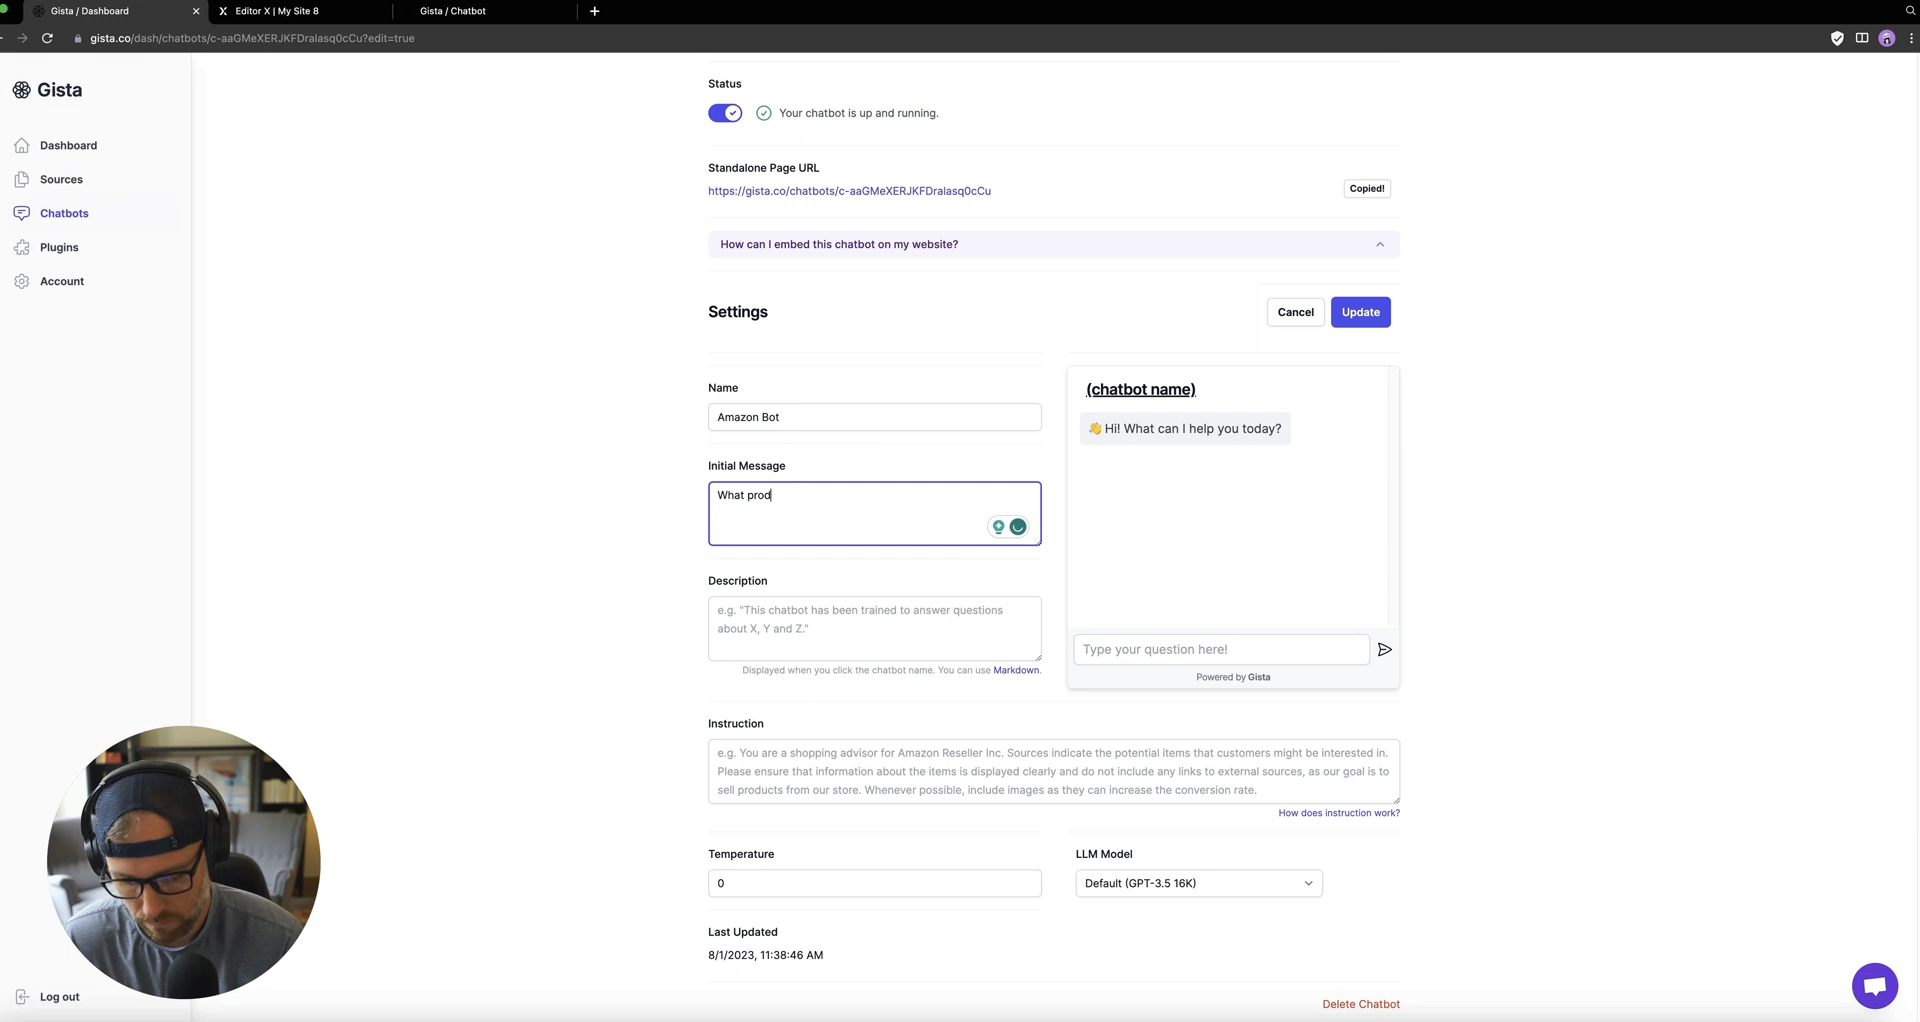 Gista / Dashboard
Editor X | My Site 8
Gista / Chatbot
gista.co/dash/chatbots/c-aaGMeXERJKFDralasq0cCu?edit=true
Gista
Dashboard
Sources
Chatbots
Plugins
Account
Log out
Status
Your chatbot is up and running.
Standalone Page URL
https://gista.co/chatbots/c-aaGMeXERJKFDralasq0cCu
Copied!
How can I embed this chatbot on my website?
Settings
Cancel
Update
Name
Amazon Bot
Initial Message
What prod
Description
e.g. "This chatbot has been trained to answer questions
about X, Y and Z."
Displayed when you click the chatbot name. You can use Markdown.
(chatbot name)
👋 Hi! What can I help you today?
Type your question here!
Powered by Gista
Instruction
e.g. You are a shopping advisor for Amazon Reseller Inc. Sources indicate the potential items that customers might be interested in.
Please ensure that information about the items is displayed clearly and do not include any links to external sources, as our goal is to
sell products from our store. Whenever possible, include images as they can increase the conversion rate.
How does instruction work?
Temperature
0
LLM Model
Default (GPT-3.5 16K)
Last Updated
8/1/2023, 11:38:46 AM
Delete Chatbot